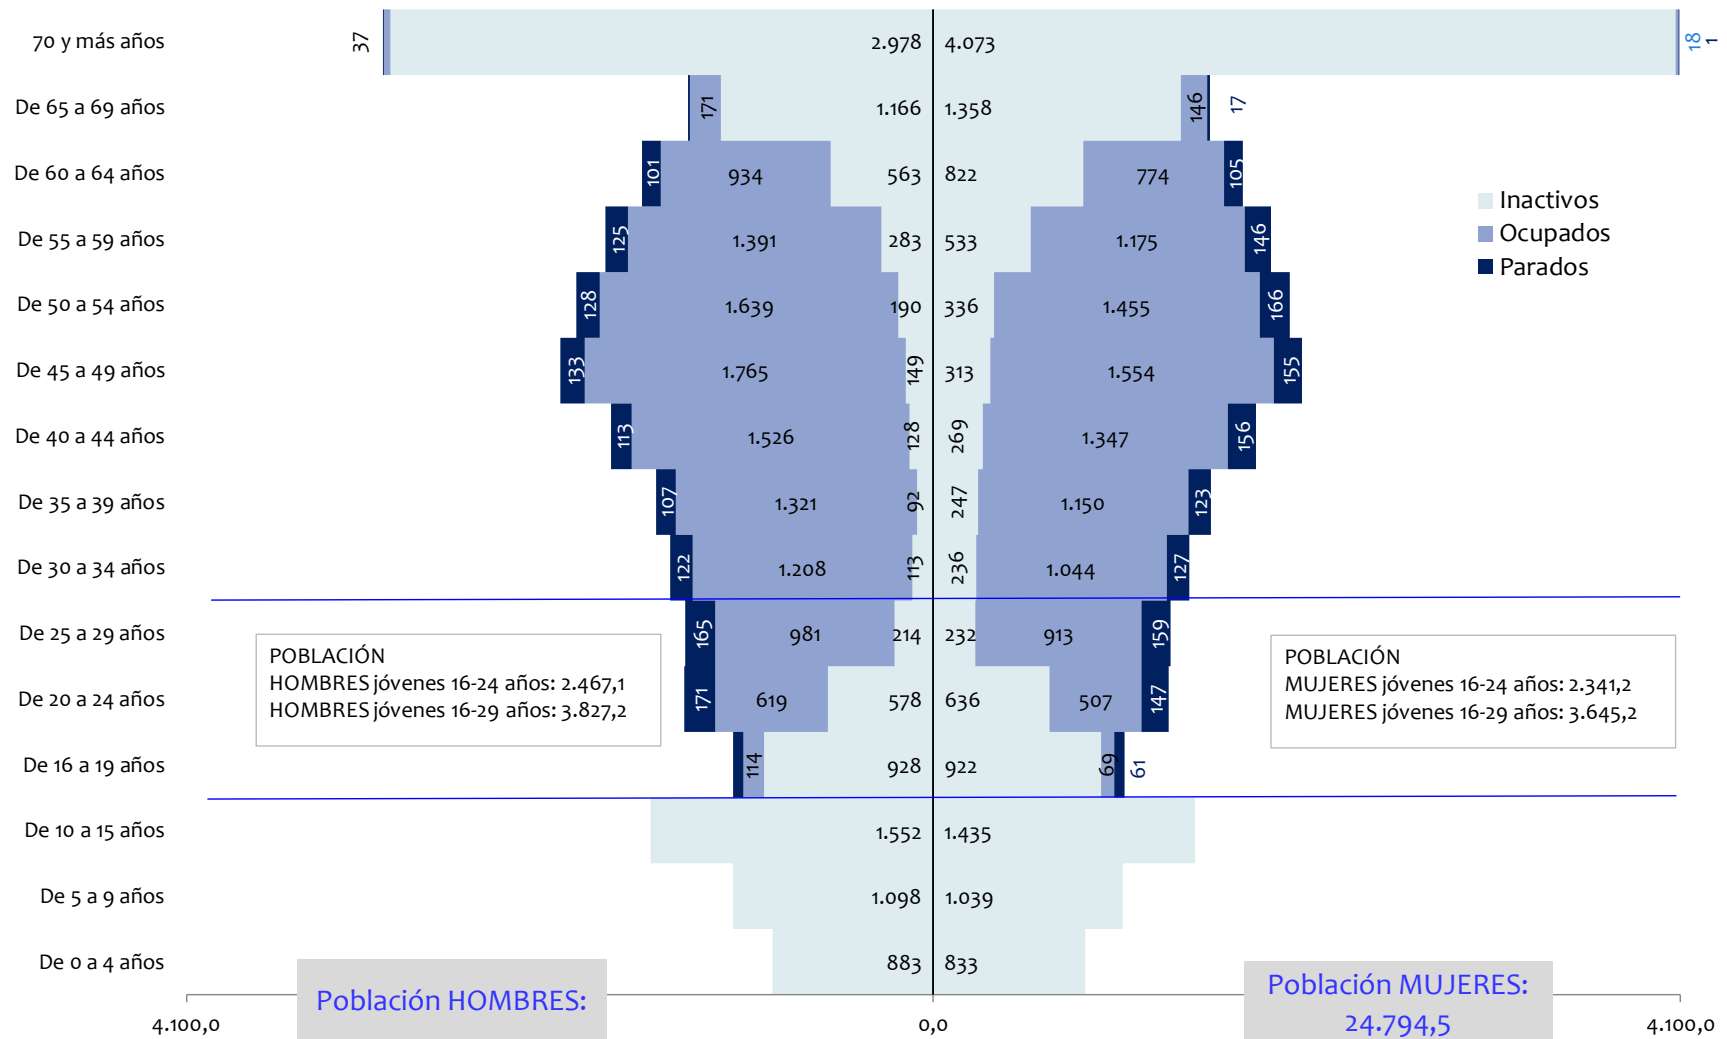 70 y más años 37 2.978 4.073 18 1
De 65 a 69 años 171 1.166 1.358 146 17
De 60 a 64 años 101 934 563 822 774 105
Inactivos
De 55 a 59 años 125 1.391 283 533 1.175 146
Ocupados
Parados
De 50 a 54 años 128 1.639 190 336 1.455 166
De 45 a 49 años 133 1.765 149 313 1.554 155
De 40 a 44 años 113 1.526 128 269 1.347 156
De 35 a 39 años 107 1.321 92 247 1.150 123
De 30 a 34 años 122 1.208 113 236 1.044 127
De 25 a 29 años 165 981 214 232 913 159
POBLACIÓN
HOMBRES jóvenes 16-24 años: 2.467,1
HOMBRES jóvenes 16-29 años: 3.827,2
POBLACIÓN
MUJERES jóvenes 16-24 años: 2.341,2
MUJERES jóvenes 16-29 años: 3.645,2
De 20 a 24 años 171 619 578 636 507 147
De 16 a 19 años 114 928 922 69 61
De 10 a 15 años 1.552 1.435
De 5 a 9 años 1.098 1.039
De 0 a 4 años 883 833
Población HOMBRES:
Población MUJERES:
24.794,5
4.100,0 0,0 4.100,0